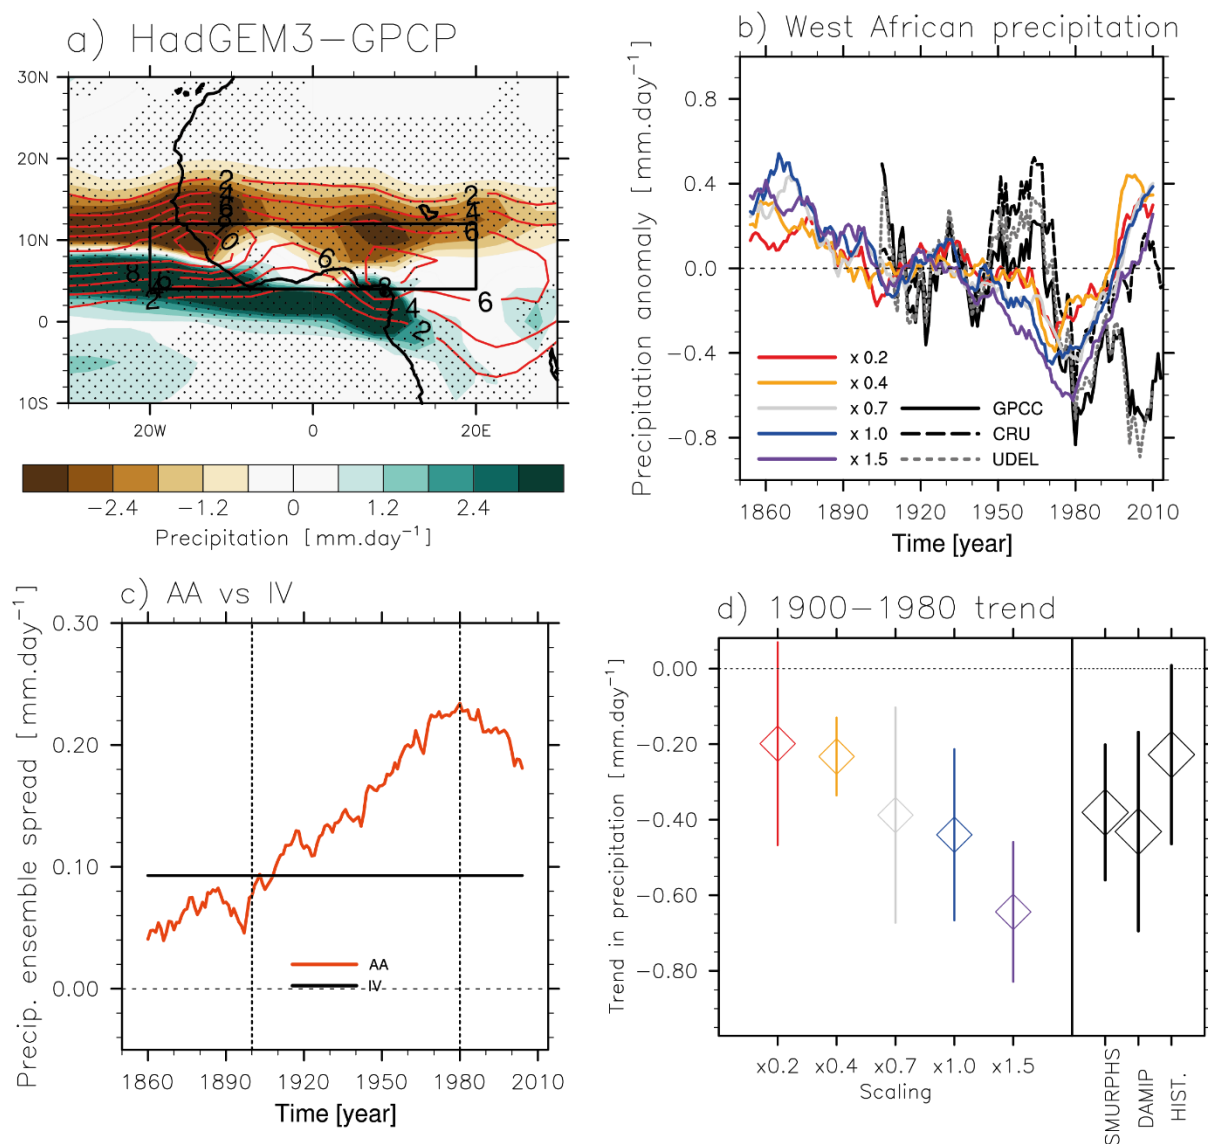 a) HadGEM3−GPCP
30N
20N
10N
0
10S
20W
0
20E
2
4
6
8
0
6
2
4
6
8
6
2
8
4
2
6
−2.4
−1.2
0
1.2
2.4
Precipitation [mm.day−1]
b) West African precipitation
Precipitation anomaly [mm.day−1]
0.8
0.4
0.0
−0.4
−0.8
x 0.2
x 0.4
x 0.7
x 1.0
x 1.5
GPCC
CRU
UDEL
1860
1890
1920
1950
1980
2010
Time [year]
c) AA vs IV
Precip. ensemble spread [mm.day−1]
0.30
0.20
0.10
0.00
AA
IV
1860
1890
1920
1950
1980
2010
Time [year]
d) 1900−1980 trend
Trend in precipitation [mm.day−1]
0.00
−0.20
−0.40
−0.60
−0.80
x0.2
x0.4
x0.7
x1.0
x1.5
Scaling
SMURPHS
DAMIP
HIST.